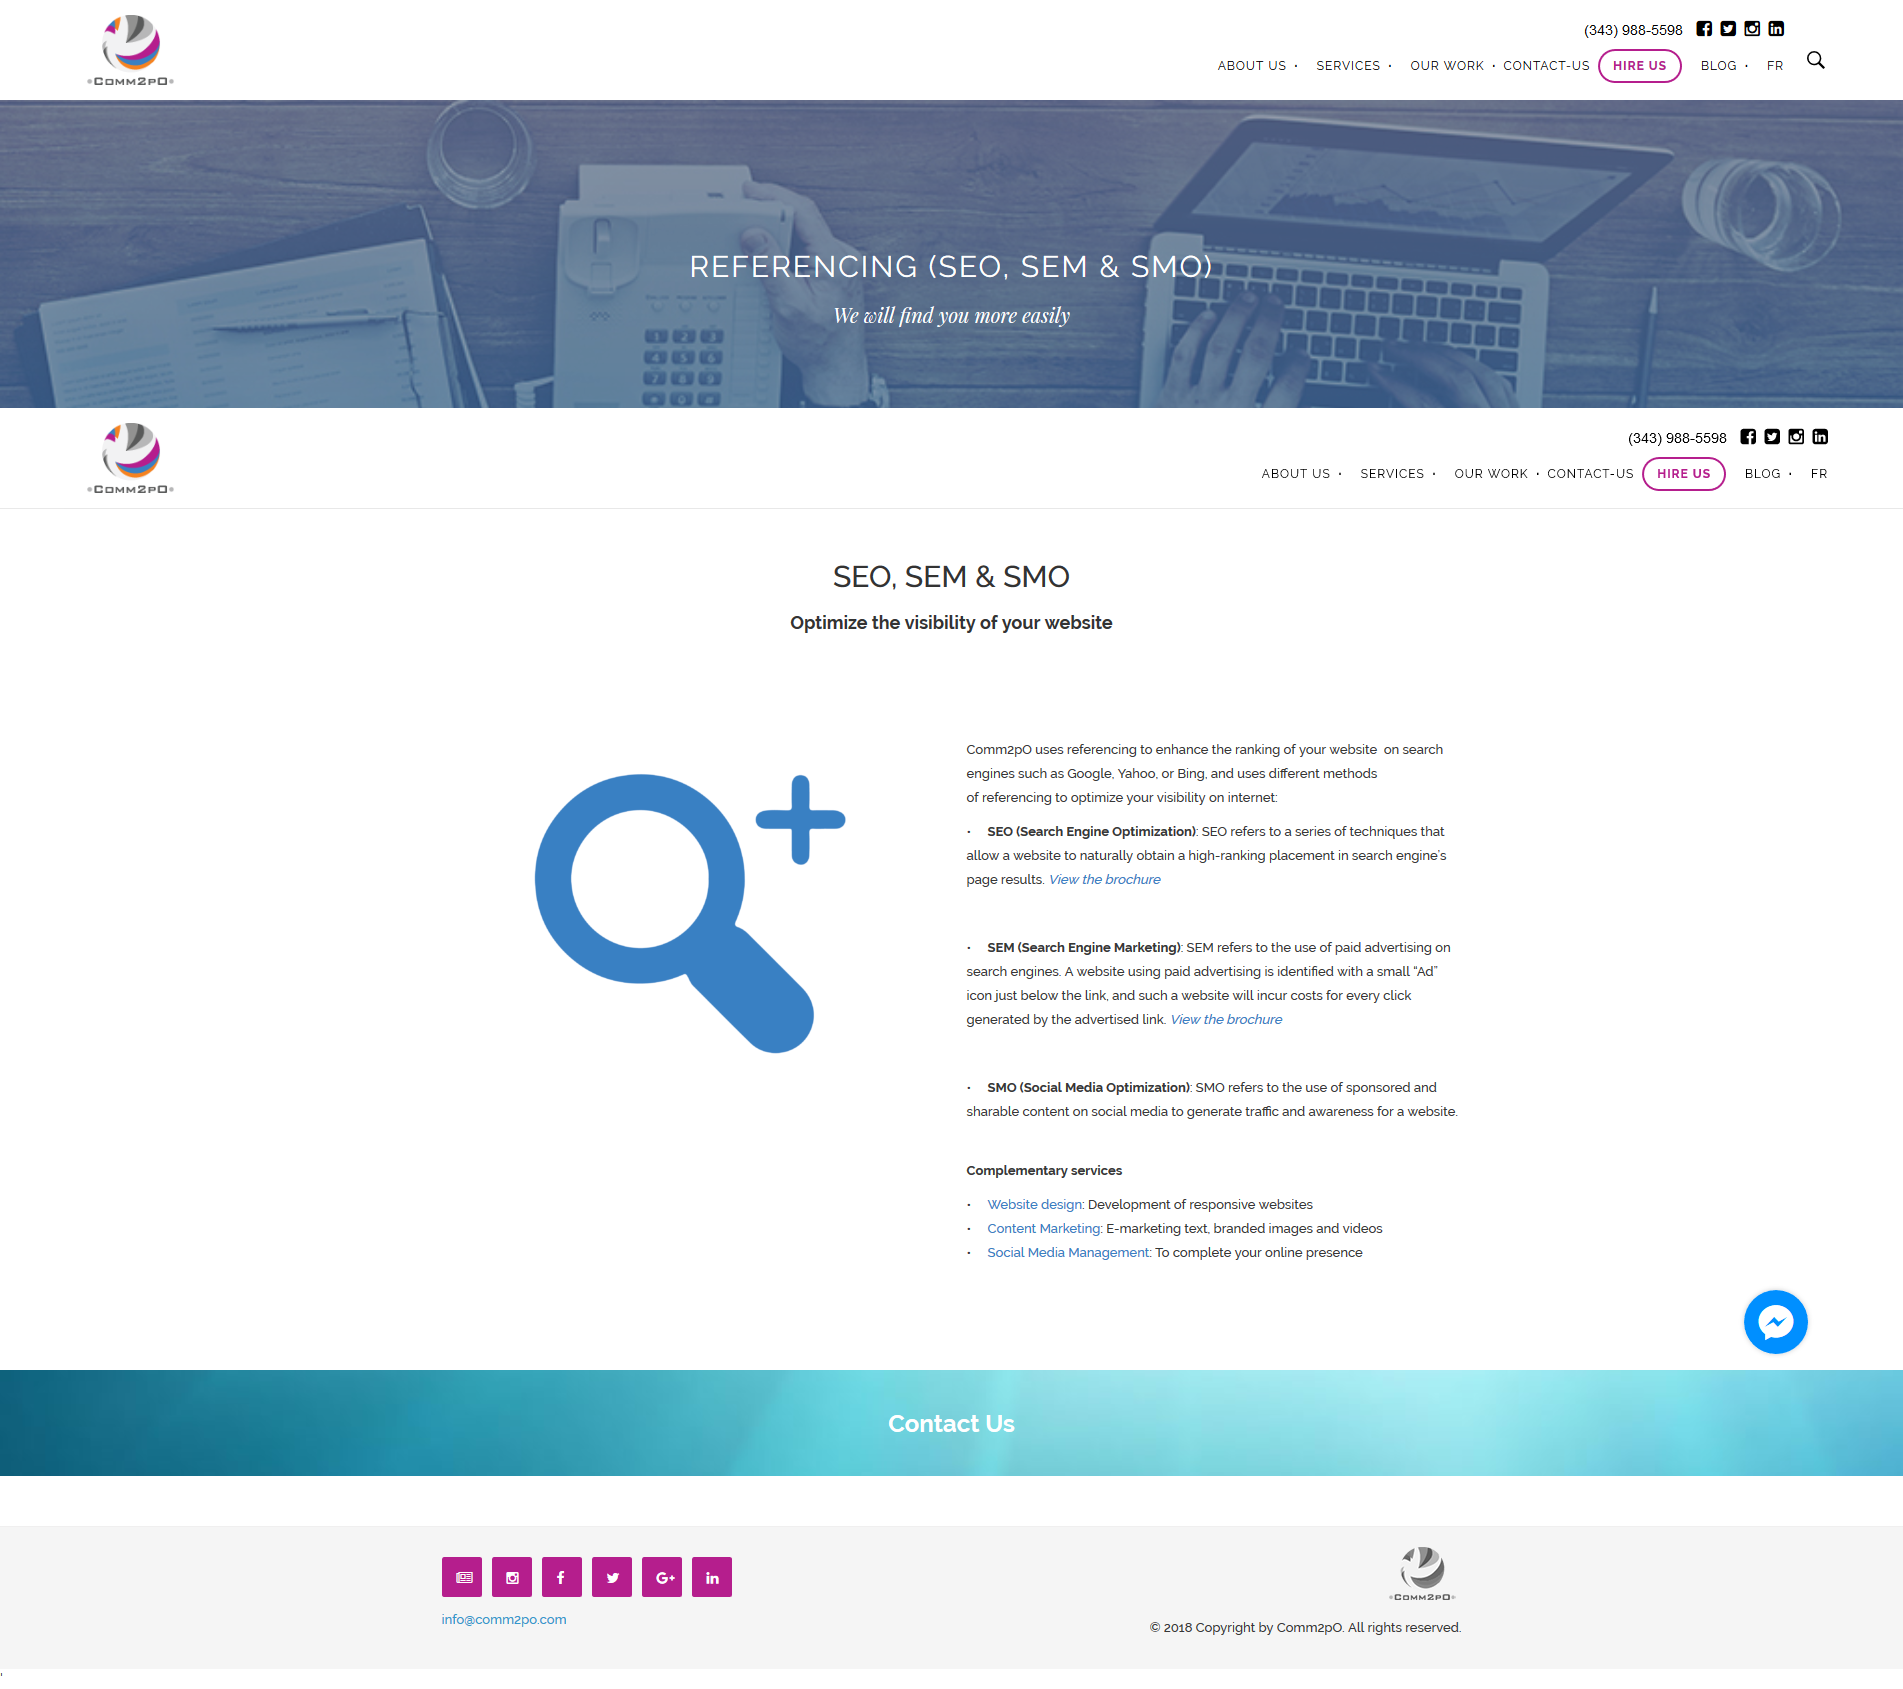 (343) 988-5598
COMM2PO
ABOUT US • SERVICES • OUR WORK • CONTACT-US HIRE US BLOG • FR
REFERENCING (SEO, SEM & SMO)
We will find you more easily
1 2 3
4 5 6
7 8 9
(343) 988-5598
COMM2PO
ABOUT US • SERVICES • OUR WORK • CONTACT-US HIRE US BLOG • FR
SEO, SEM & SMO
Optimize the visibility of your website
Comm2pO uses referencing to enhance the ranking of your website on search
engines such as Google, Yahoo, or Bing, and uses different methods
of referencing to optimize your visibility on internet:
• SEO (Search Engine Optimization): SEO refers to a series of techniques that
allow a website to naturally obtain a high-ranking placement in search engine's
page results. View the brochure
• SEM (Search Engine Marketing): SEM refers to the use of paid advertising on
search engines. A website using paid advertising is identified with a small "Ad"
icon just below the link, and such a website will incur costs for every click
generated by the advertised link. View the brochure
• SMO (Social Media Optimization): SMO refers to the use of sponsored and
sharable content on social media to generate traffic and awareness for a website.
Complementary services
• Website design: Development of responsive websites
• Content Marketing: E-marketing text, branded images and videos
• Social Media Management: To complete your online presence
Contact Us
COMM2PO
info@comm2po.com
© 2018 Copyright by Comm2pO. All rights reserved.